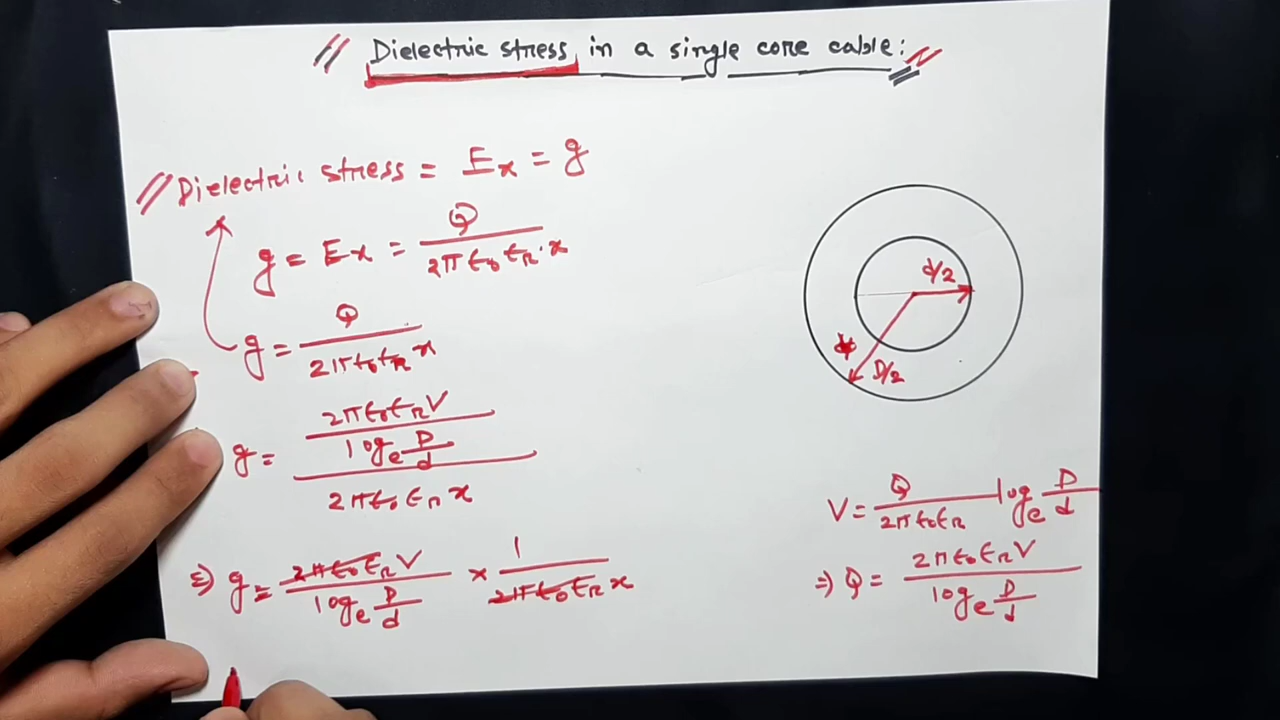 // Dielectric stress in a single core cable: //
// Dielectric stress = Eₓ = g
g = Eₓ = Q / 2π ϵ₀ ϵᵣ · x
g = Q / 2π ϵ₀ ϵᵣ x
g = (2π ϵ₀ ϵᵣ V / logₑ D/d) / 2π ϵ₀ ϵᵣ x
⇒ g = 2π ϵ₀ ϵᵣ V / logₑ D/d × 1 / 2π ϵ₀ ϵᵣ x
d/2
D/2
V = Q / 2π ϵ₀ ϵᵣ logₑ D/d
⇒ Q = 2π ϵ₀ ϵᵣ V / logₑ D/d